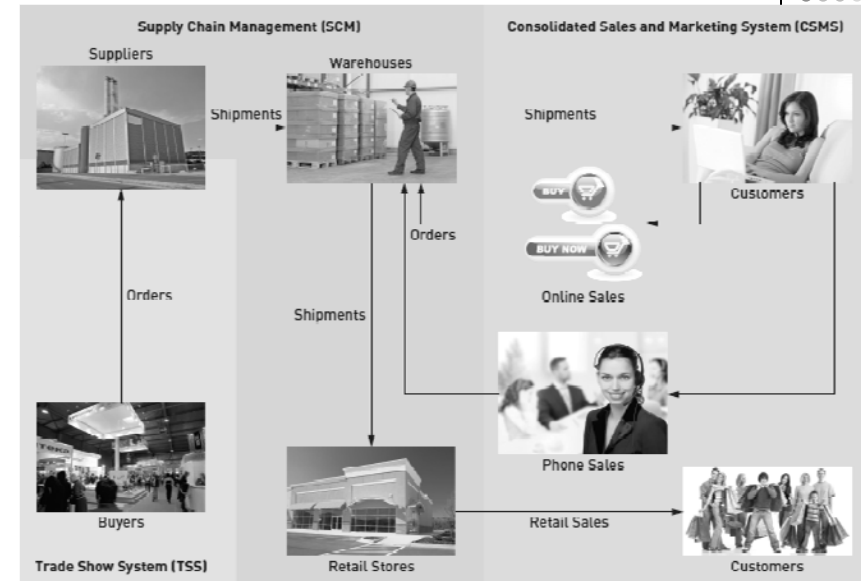 Supply Chain Management (SCM)
Consolidated Sales and Marketing System (CSMS)
Suppliers
Warehouses
Shipments
Shipments
Customers
BUY
Orders
BUY NOW
Online Sales
Orders
Shipments
Phone Sales
Buyers
Retail Sales
Trade Show System (TSS)
Retail Stores
Customers